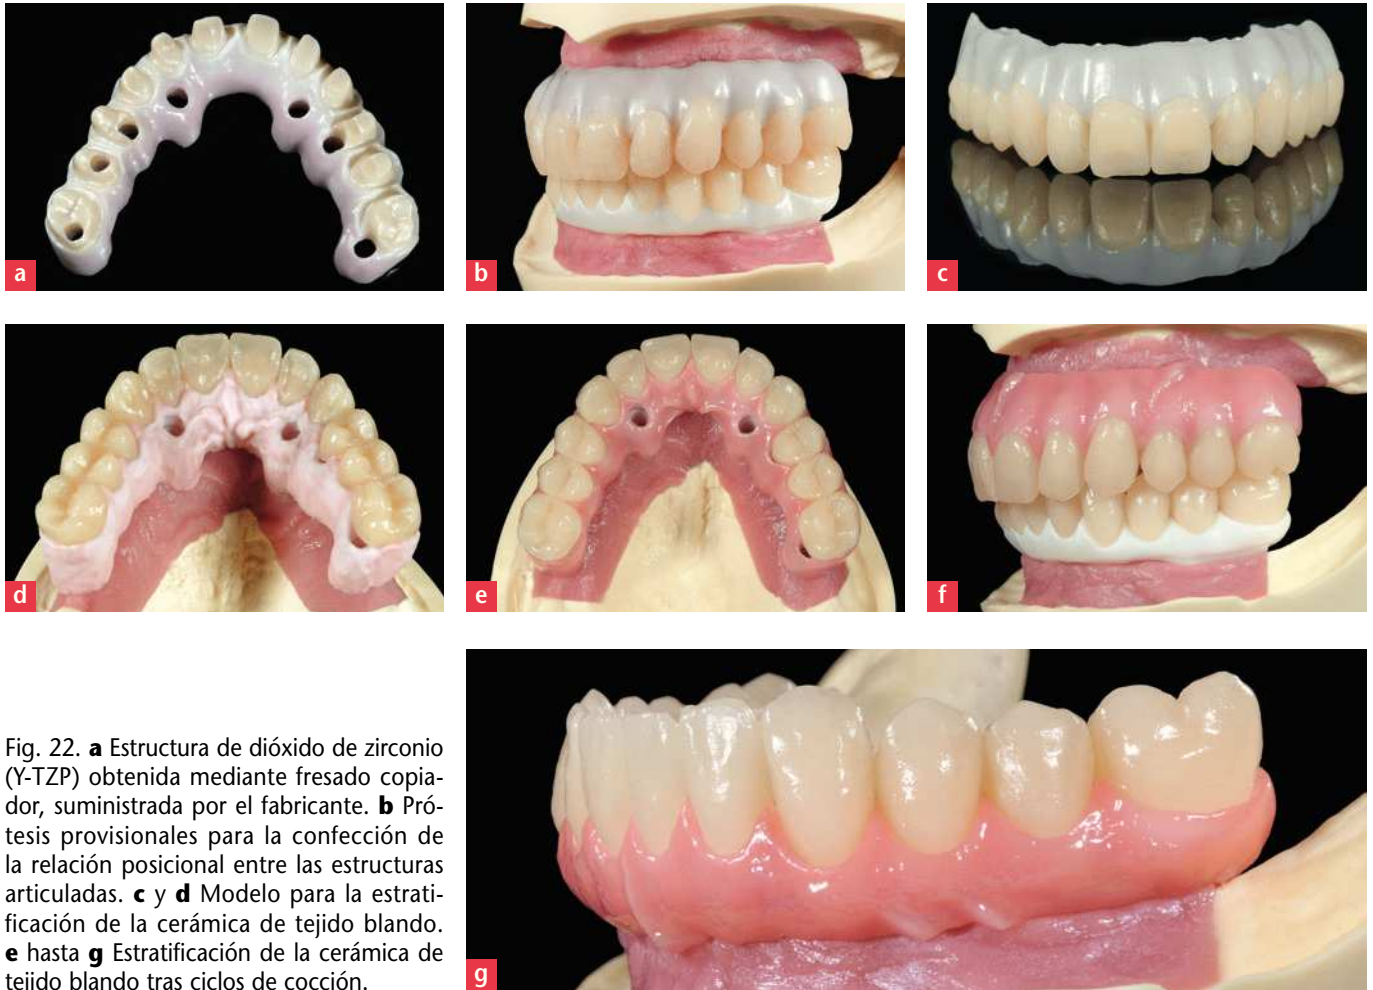 a
b
c
d
e
f
g
Fig. 22. a Estructura de dióxido de zirconio
(Y-TZP) obtenida mediante fresado copia-
dor, suministrada por el fabricante. b Pró-
tesis provisionales para la confección de
la relación posicional entre las estructuras
articuladas. c y d Modelo para la estrati-
ficación de la cerámica de tejido blando.
e hasta g Estratificación de la cerámica de
tejido blando tras ciclos de cocción.